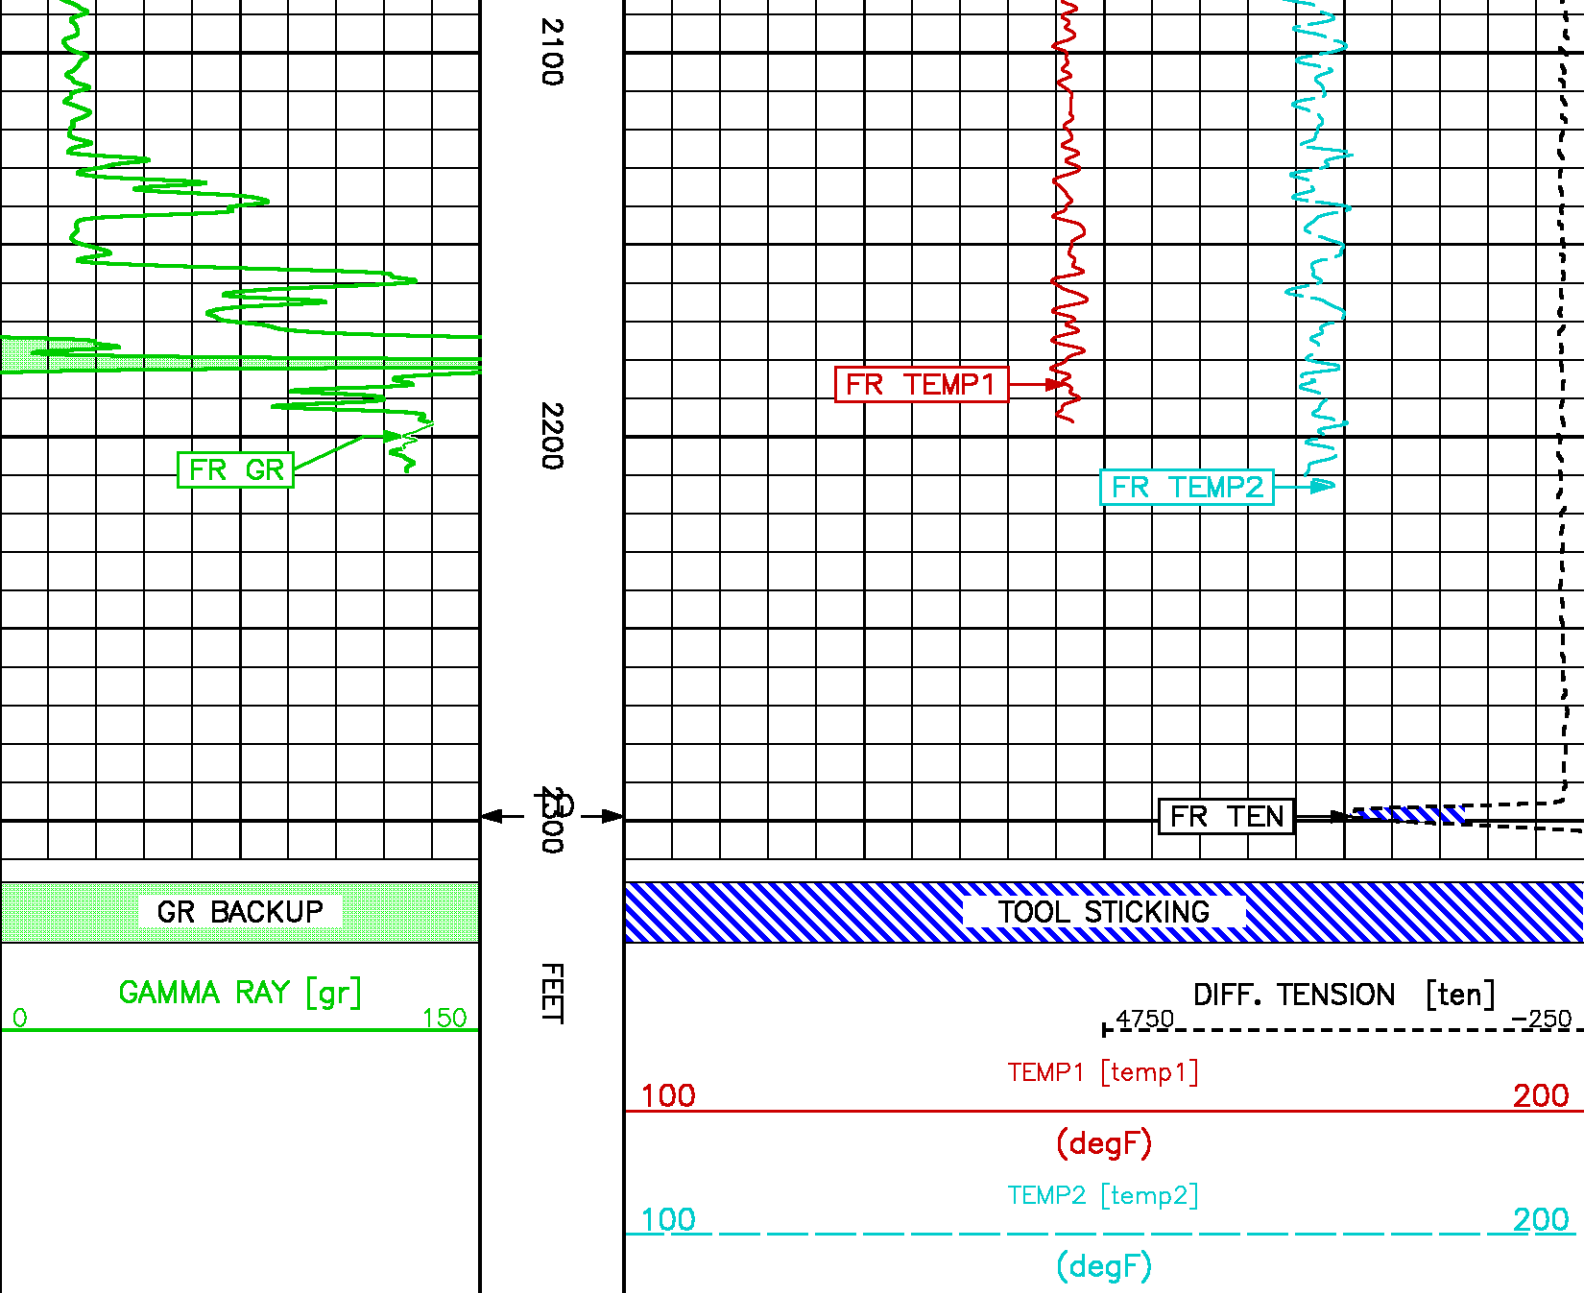 2100
FR TEMP1
2200
FR GR
FR TEMP2
TD
2300
FR TEN
GR BACKUP
TOOL STICKING
FEET
GAMMA RAY [gr]
0 150
DIFF. TENSION [ten]
4750 -250
TEMP1 [temp1]
100 200
(degF)
TEMP2 [temp2]
100 200
(degF)